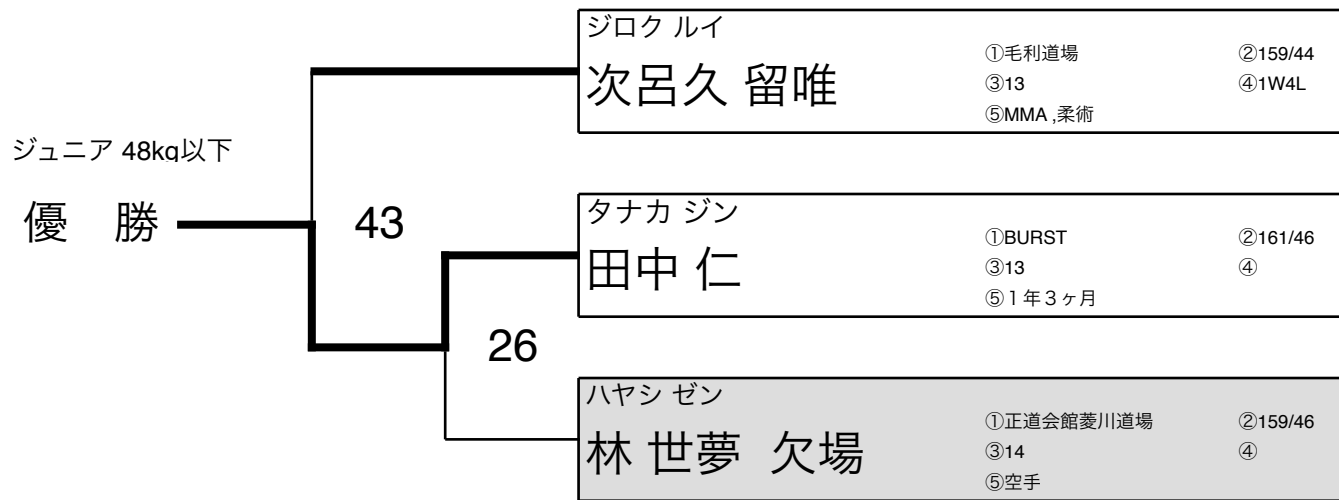 ジロク ルイ
次呂久 留唯
①毛利道場 ②159/44
③13 ④1W4L
⑤MMA ,柔術
ジュニア 48kg以下
優 勝
43
タナカ ジン
田中 仁
①BURST ②161/46
③13 ④
⑤１年３ヶ月
26
ハヤシ ゼン
林 世夢 欠場
①正道会館菱川道場 ②159/46
③14 ④
⑤空手